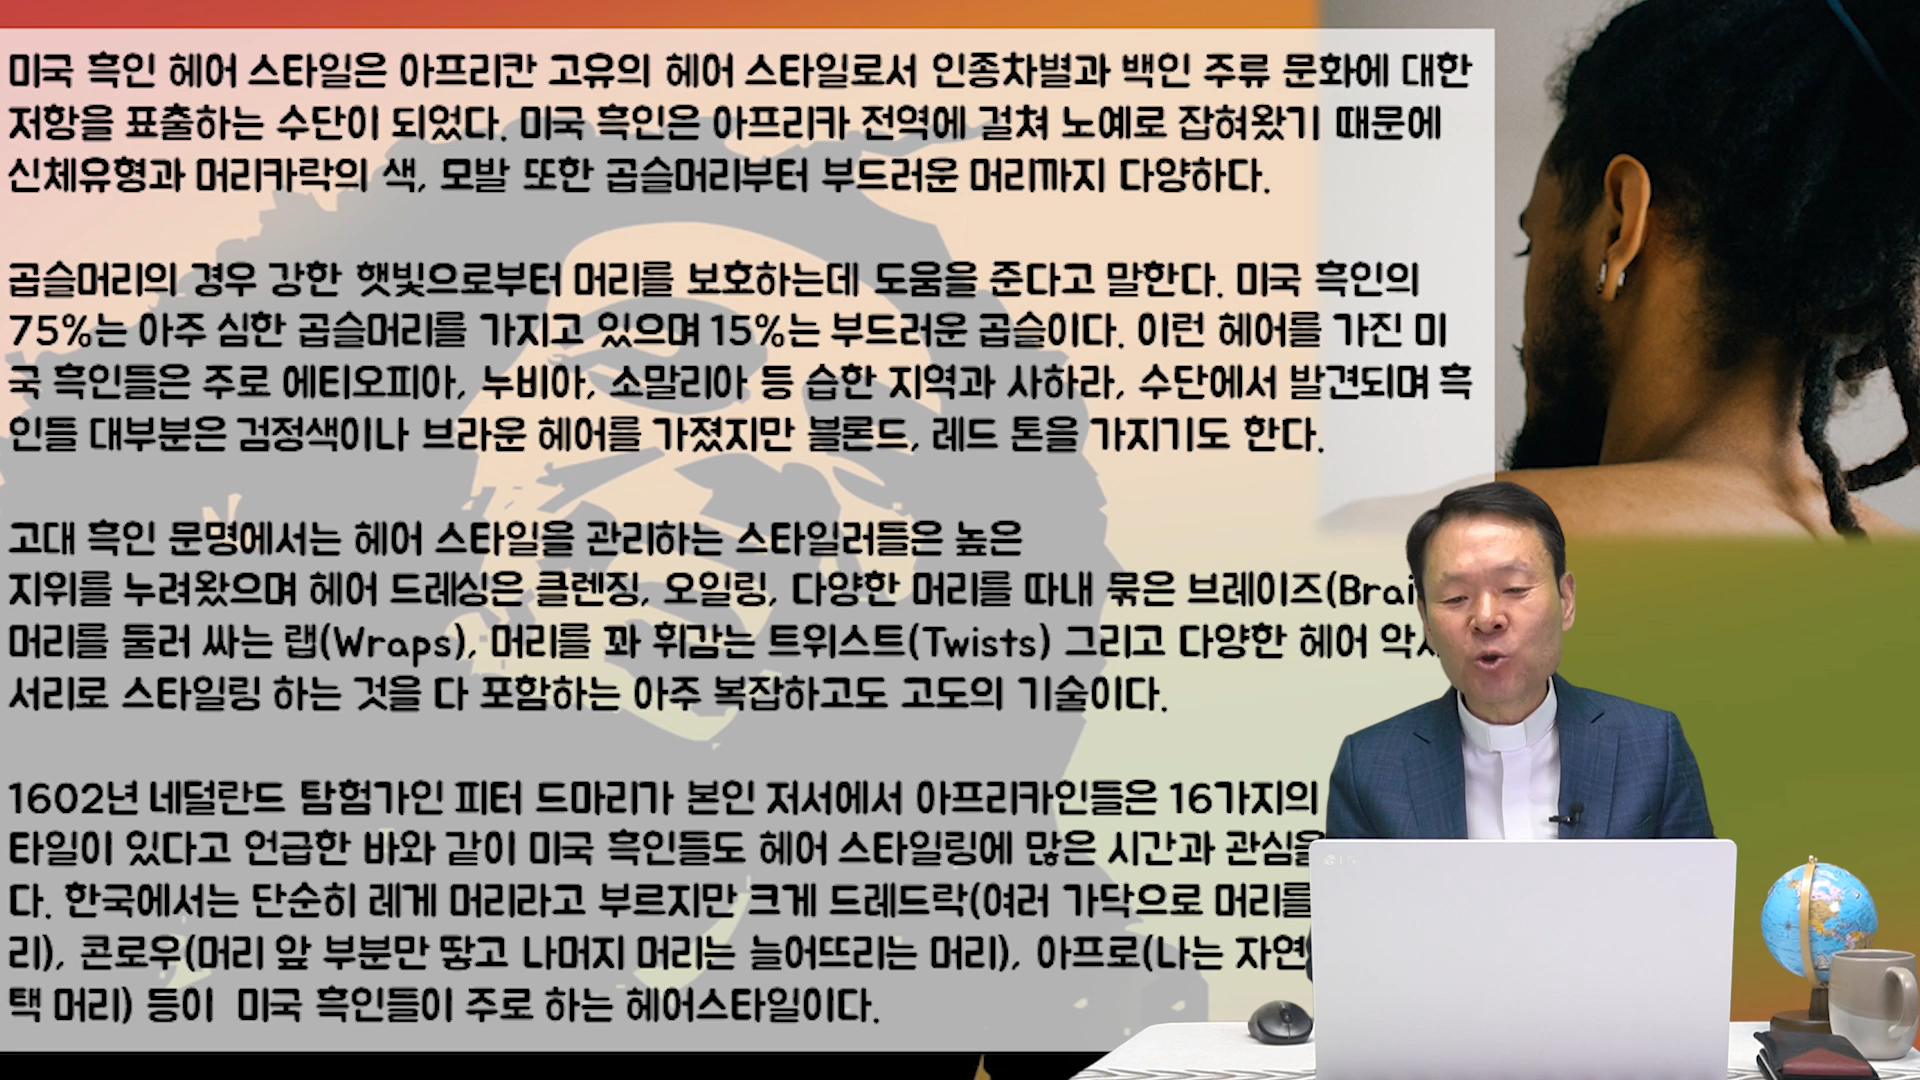 미국 흑인 헤어 스타일은 아프리칸 고유의 헤어 스타일로서 인종차별과 백인 주류 문화에 대한
저항을 표출하는 수단이 되었다. 미국 흑인은 아프리카 전역에 걸쳐 노예로 잡혀왔기 때문에
신체유형과 머리카락의 색, 모발 또한 곱슬머리부터 부드러운 머리까지 다양하다.
곱슬머리의 경우 강한 햇빛으로부터 머리를 보호하는데 도움을 준다고 말한다. 미국 흑인의
75%는 아주 심한 곱슬머리를 가지고 있으며 15%는 부드러운 곱슬이다. 이런 헤어를 가진 미
국 흑인들은 주로 에티오피아, 누비아, 소말리아 등 습한 지역과 사하라, 수단에서 발견되며 흑
인들 대부분은 검정색이나 브라운 헤어를 가졌지만 블론드, 레드 톤을 가지기도 한다.
고대 흑인 문명에서는 헤어 스타일을 관리하는 스타일러들은 높은
지위를 누려왔으며 헤어 드레싱은 클렌징, 오일링, 다양한 머리를 따내 묶은 브레이즈(Brai
머리를 둘러 싸는 랩(Wraps), 머리를 꽈 휘감는 트위스트(Twists) 그리고 다양한 헤어 악
서리로 스타일링 하는 것을 다 포함하는 아주 복잡하고도 고도의 기술이다.
1602년 네덜란드 탐험가인 피터 드마리가 본인 저서에서 아프리카인들은 16가지의
타일이 있다고 언급한 바와 같이 미국 흑인들도 헤어 스타일링에 많은 시간과 관심을
다. 한국에서는 단순히 레게 머리라고 부르지만 크게 드레드락(여러 가닥으로 머리를
리), 콘로우(머리 앞 부분만 땋고 나머지 머리는 늘어뜨리는 머리), 아프로(나는 자연
택 머리) 등이 미국 흑인들이 주로 하는 헤어스타일이다.